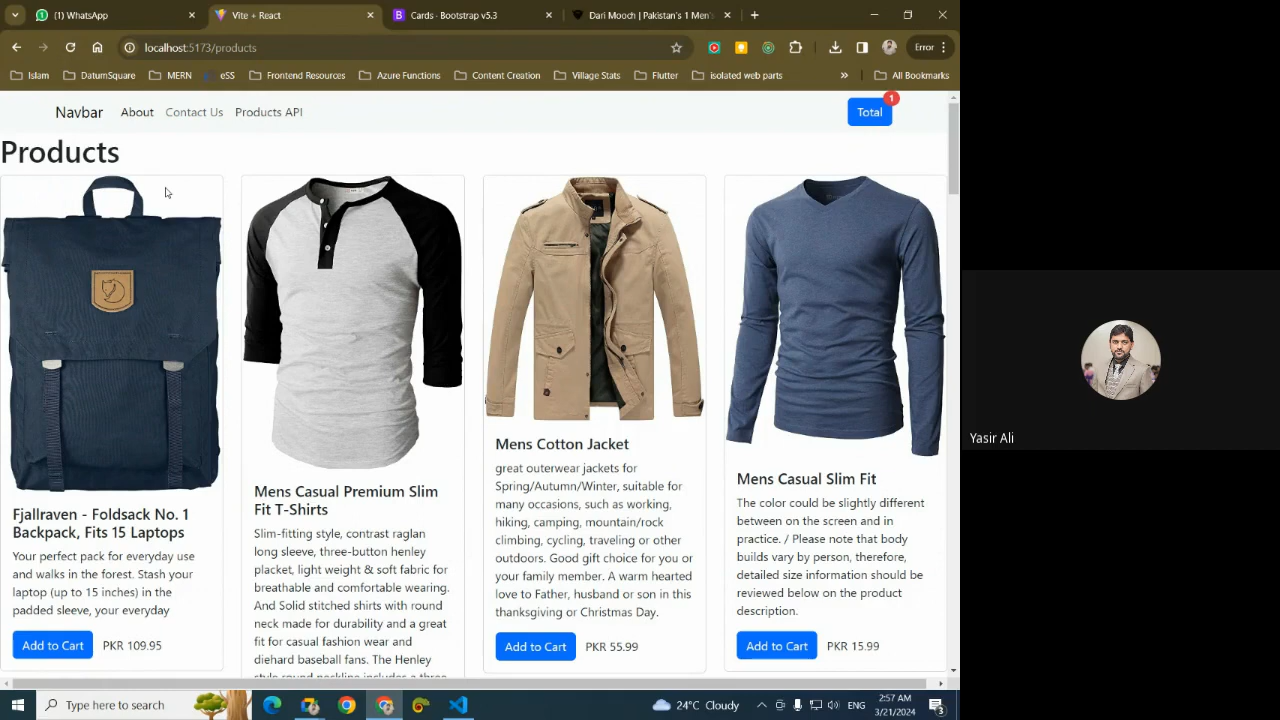 (1) WhatsApp
Vite + React
Cards · Bootstrap v5.3
Dari Mooch | Pakistan's 1 Men'
localhost:5173/products
Error
Islam
DatumSquare
MERN
eSS
Frontend Resources
Azure Functions
Content Creation
Village Stats
Flutter
isolated web parts
»
All Bookmarks
Navbar
About
Contact Us
Products API
Total
1
Products
Fjallraven - Foldsack No. 1
Backpack, Fits 15 Laptops
Your perfect pack for everyday use
and walks in the forest. Stash your
laptop (up to 15 inches) in the
padded sleeve, your everyday
Add to Cart
PKR 109.95
Mens Casual Premium Slim
Fit T-Shirts
Slim-fitting style, contrast raglan
long sleeve, three-button henley
placket, light weight & soft fabric for
breathable and comfortable wearing.
And Solid stitched shirts with round
neck made for durability and a great
fit for casual fashion wear and
diehard baseball fans. The Henley
style round neckline includes a three-
Mens Cotton Jacket
great outerwear jackets for
Spring/Autumn/Winter, suitable for
many occasions, such as working,
hiking, camping, mountain/rock
climbing, cycling, traveling or other
outdoors. Good gift choice for you or
your family member. A warm hearted
love to Father, husband or son in this
thanksgiving or Christmas Day.
Add to Cart
PKR 55.99
Mens Casual Slim Fit
The color could be slightly different
between on the screen and in
practice. / Please note that body
builds vary by person, therefore,
detailed size information should be
reviewed below on the product
description.
Add to Cart
PKR 15.99
Yasir Ali
Type here to search
24°C Cloudy
ENG
2:57 AM
3/21/2024
3